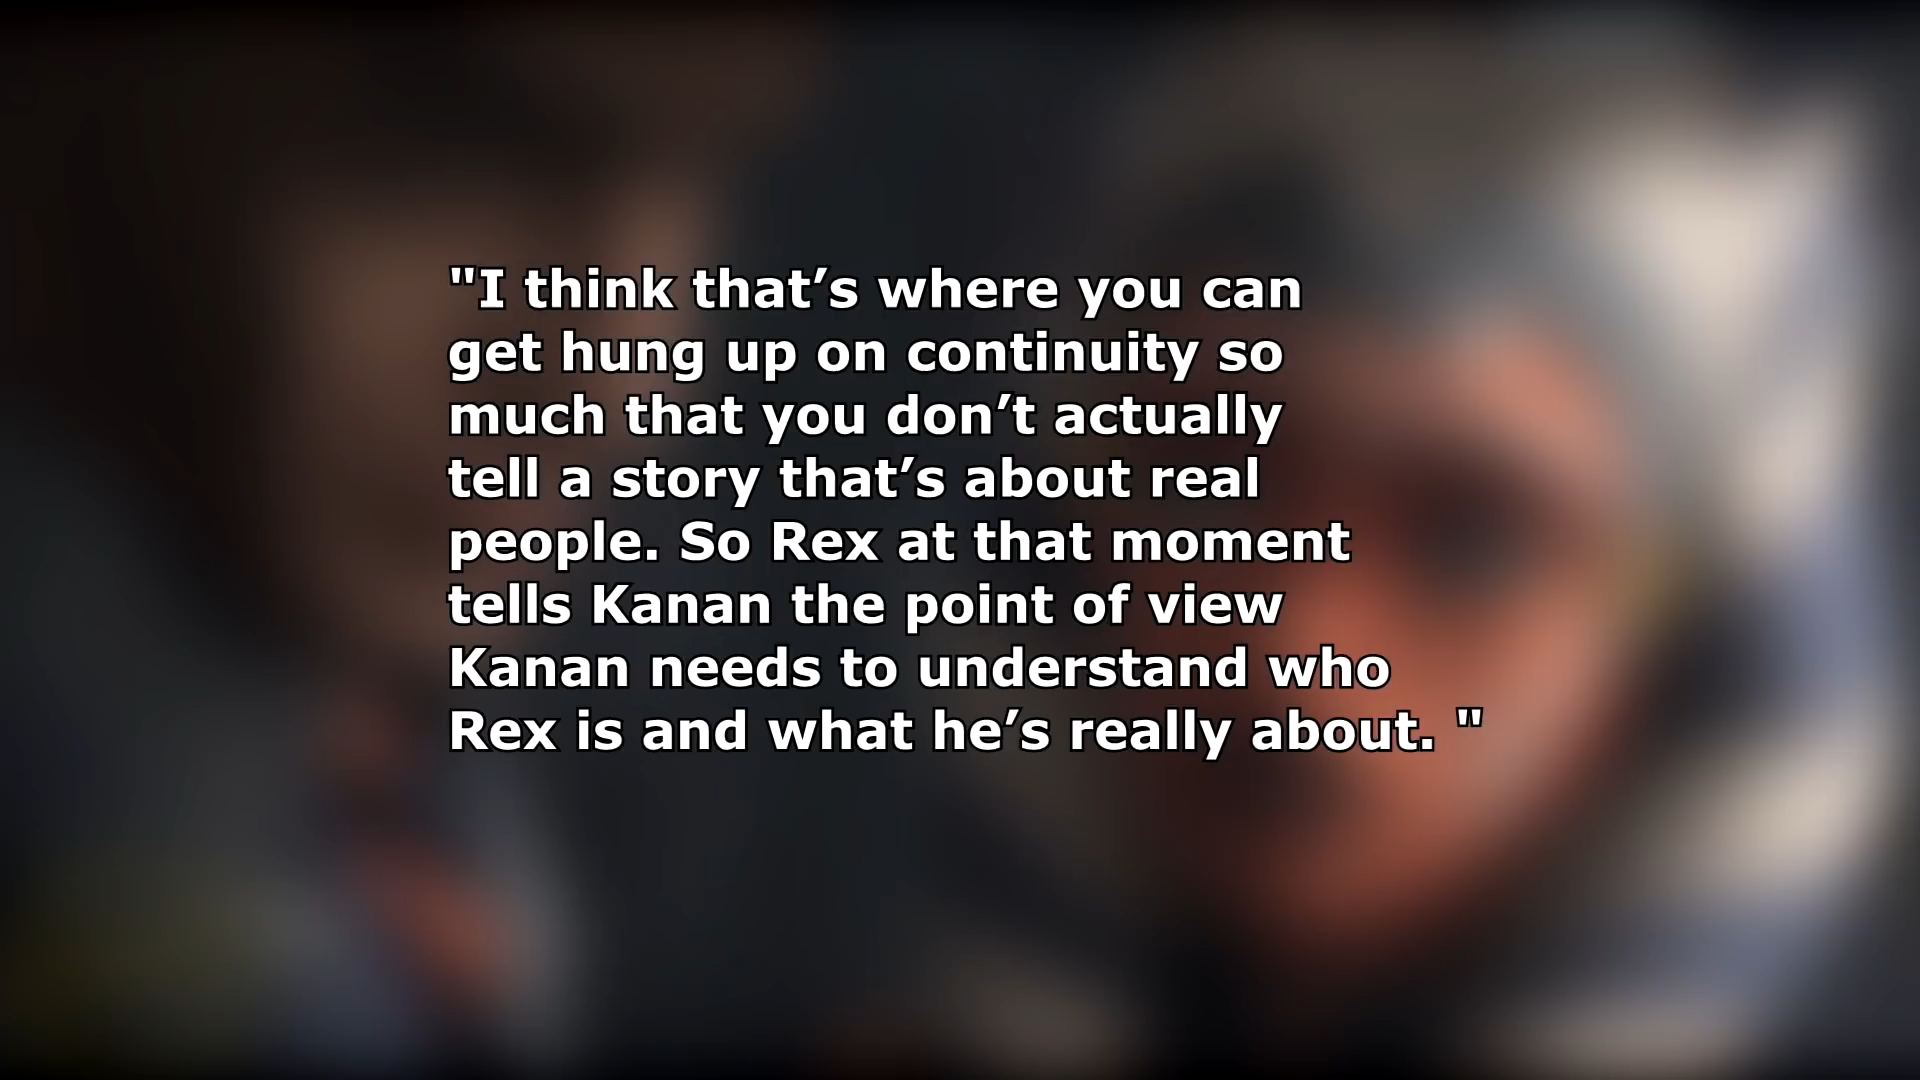 "I think that’s where you can
get hung up on continuity so
much that you don’t actually
tell a story that’s about real
people. So Rex at that moment
tells Kanan the point of view
Kanan needs to understand who
Rex is and what he’s really about. "